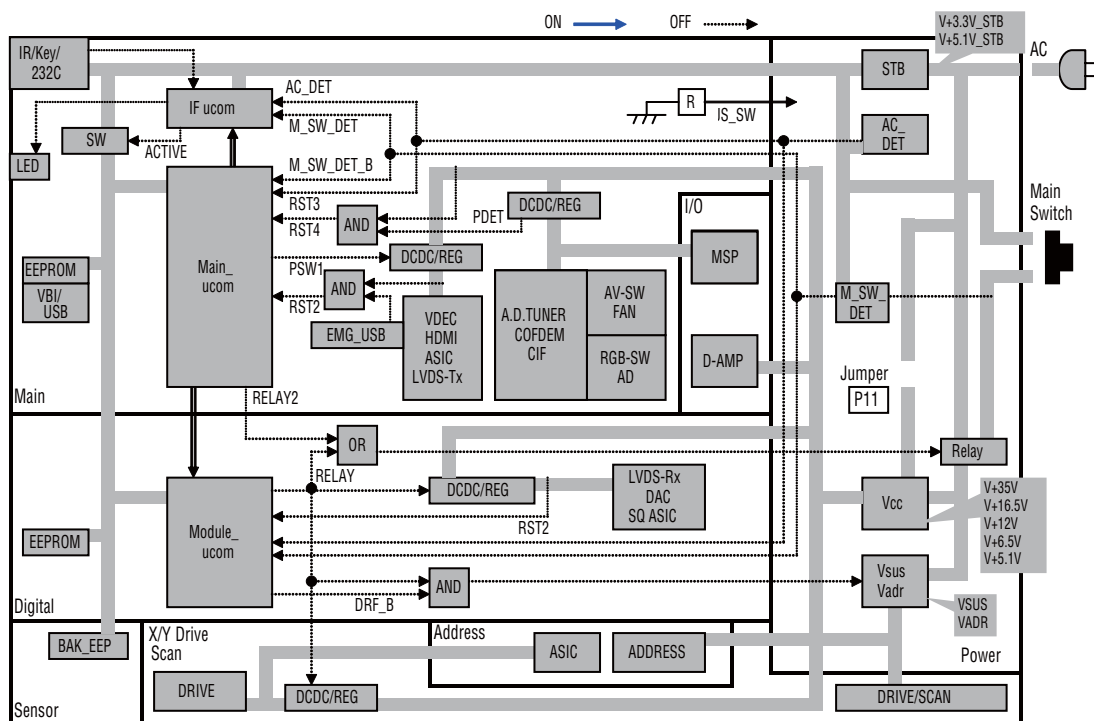 ON
OFF
V+3.3V_STB
V+5.1V_STB
AC
IR/Key/
232C
STB
IF ucom
AC_DET
R
IS_SW
AC_
DET
SW
ACTIVE
M_SW_DET
LED
M_SW_DET_B
Main
Switch
RST3
RST4
AND
PDET
DCDC/REG
I/O
MSP
Main_
ucom
PSW1
DCDC/REG
EEPROM
VBI/
USB
AND
RST2
EMG_USB
VDEC
HDMI
ASIC
LVDS-Tx
A.D.TUNER
COFDEM
CIF
AV-SW
FAN
RGB-SW
AD
M_SW_
DET
D-AMP
Jumper
P11
Main
RELAY2
OR
RELAY
Relay
DCDC/REG
LVDS-Rx
DAC
SQ ASIC
Vcc
V+35V
V+16.5V
V+12V
V+6.5V
V+5.1V
RST2
EEPROM
Module_
ucom
AND
DRF_B
Vsus
Vadr
VSUS
VADR
Digital
BAK_EEP
X/Y Drive
Scan
Address
ASIC
ADDRESS
Power
DRIVE
DCDC/REG
DRIVE/SCAN
Sensor